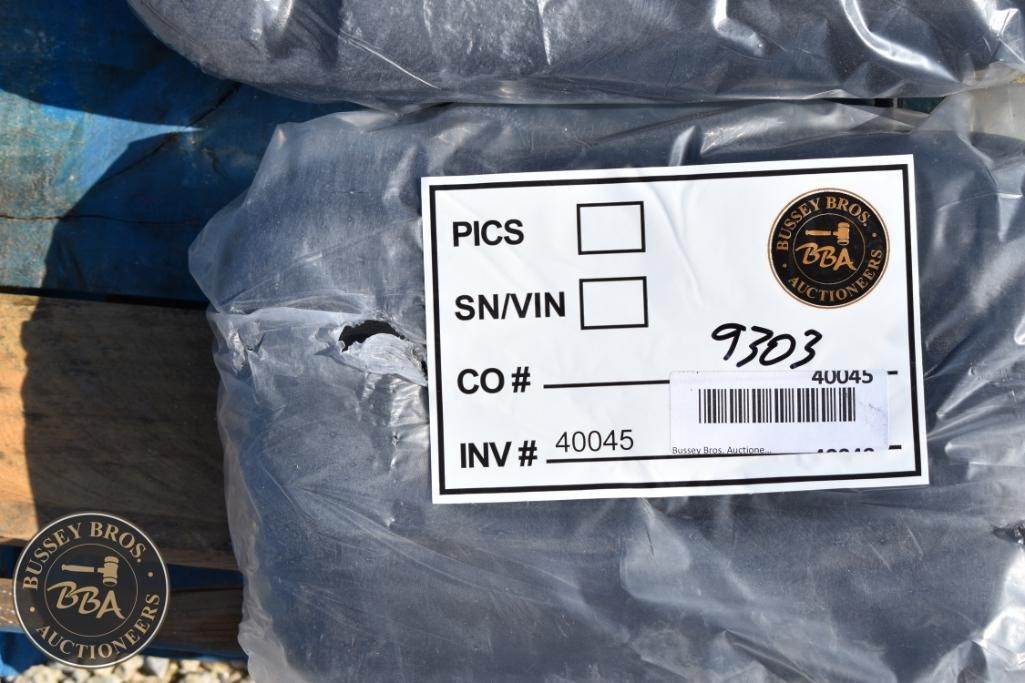 PICS
BUSSEY BROS.
BBA
AUCTIONEERS
SN/VIN
9303
CO #
40045
INV # 40045
Bussey Bros. Auctione...
BUSSEY BROS.
BBA
AUCTIONEERS